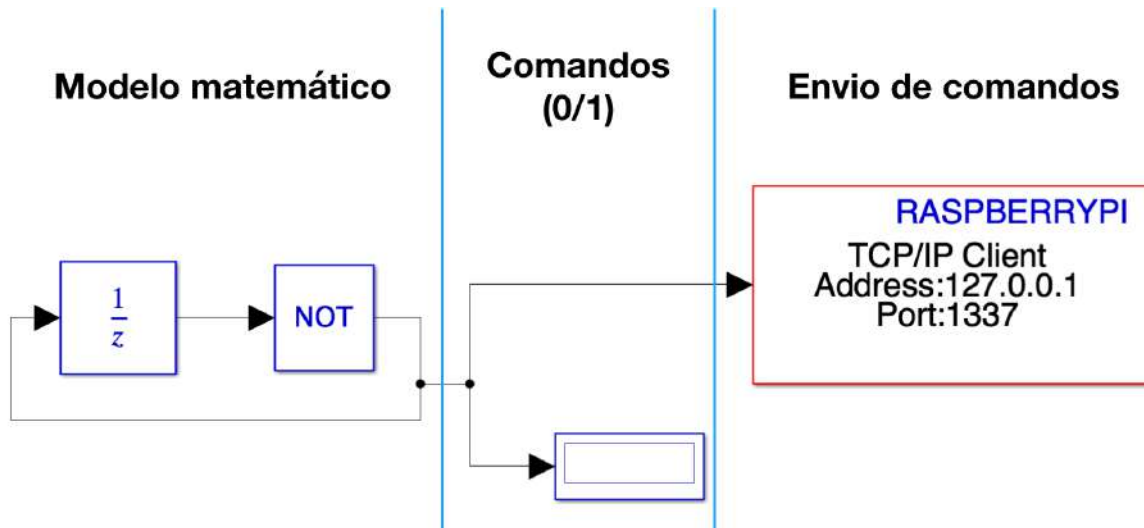 Modelo matemático
Comandos
(0/1)
Envio de comandos
1
z
NOT
RASPBERRYPI
TCP/IP Client
Address:127.0.0.1
Port:1337